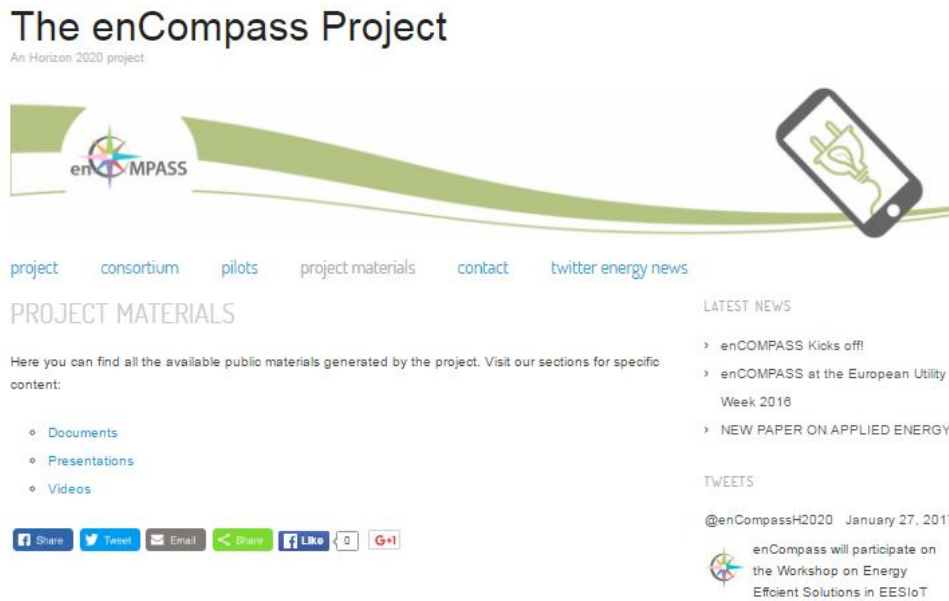 The enCompass Project
An Horizon 2020 project
enCOMPASS
project consortium pilots project materials contact twitter energy news
PROJECT MATERIALS
Here you can find all the available public materials generated by the project. Visit our sections for specific
content:
Documents
Presentations
Videos
Share Tweet Email Share Like 0 G+1
LATEST NEWS
enCOMPASS Kicks off!
enCOMPASS at the European Utility
Week 2016
NEW PAPER ON APPLIED ENERGY
TWEETS
@enCompassH2020 January 27, 201
enCompass will participate on
the Workshop on Energy
Effcient Solutions in EESIoT